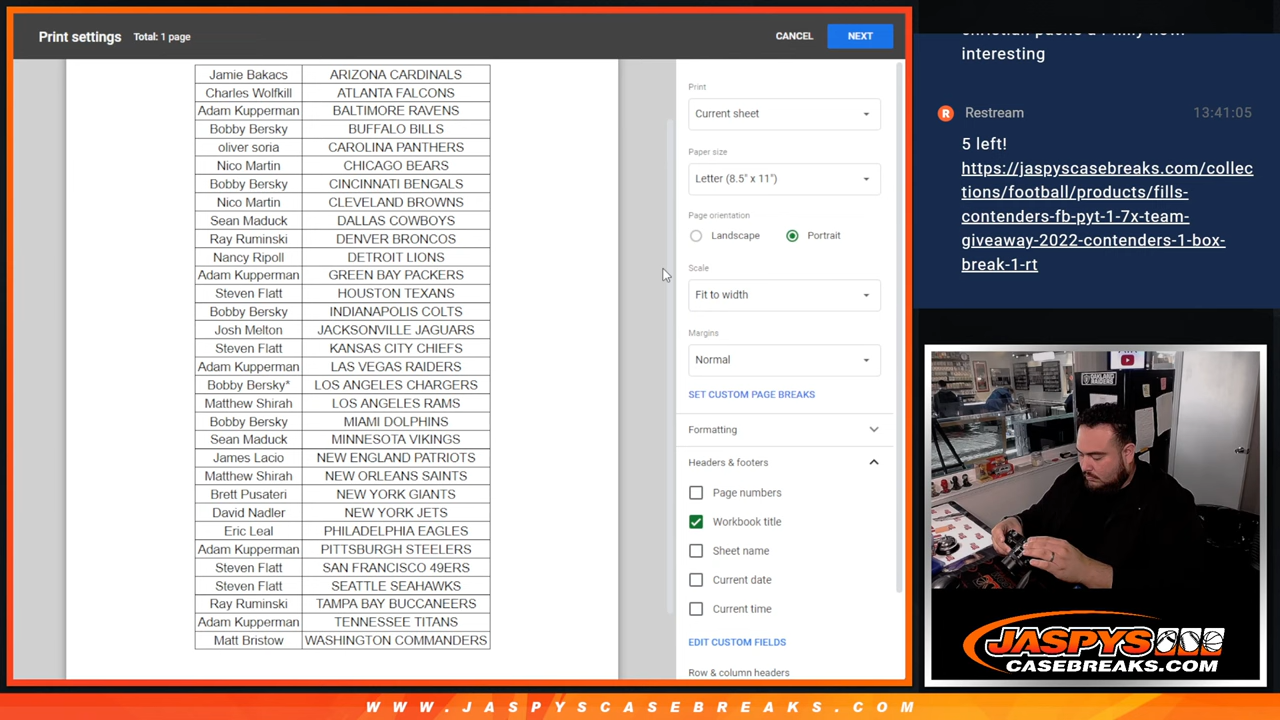 Print settings Total: 1 page CANCEL NEXT
Jamie Bakacs ARIZONA CARDINALS
Charles Wolfkill ATLANTA FALCONS
Adam Kupperman BALTIMORE RAVENS
Bobby Bersky BUFFALO BILLS
oliver soria CAROLINA PANTHERS
Nico Martin CHICAGO BEARS
Bobby Bersky CINCINNATI BENGALS
Nico Martin CLEVELAND BROWNS
Sean Maduck DALLAS COWBOYS
Ray Ruminski DENVER BRONCOS
Nancy Ripoll DETROIT LIONS
Adam Kupperman GREEN BAY PACKERS
Steven Flatt HOUSTON TEXANS
Bobby Bersky INDIANAPOLIS COLTS
Josh Melton JACKSONVILLE JAGUARS
Steven Flatt KANSAS CITY CHIEFS
Adam Kupperman LAS VEGAS RAIDERS
Bobby Bersky* LOS ANGELES CHARGERS
Matthew Shirah LOS ANGELES RAMS
Bobby Bersky MIAMI DOLPHINS
Sean Maduck MINNESOTA VIKINGS
James Lacio NEW ENGLAND PATRIOTS
Matthew Shirah NEW ORLEANS SAINTS
Brett Pusateri NEW YORK GIANTS
David Nadler NEW YORK JETS
Eric Leal PHILADELPHIA EAGLES
Adam Kupperman PITTSBURGH STEELERS
Steven Flatt SAN FRANCISCO 49ERS
Steven Flatt SEATTLE SEAHAWKS
Ray Ruminski TAMPA BAY BUCCANEERS
Adam Kupperman TENNESSEE TITANS
Matt Bristow WASHINGTON COMMANDERS
Print
Current sheet
Paper size
Letter (8.5" x 11")
Page orientation
Landscape Portrait
Scale
Fit to width
Margins
Normal
SET CUSTOM PAGE BREAKS
Formatting
Headers & footers
Page numbers
Workbook title
Sheet name
Current date
Current time
EDIT CUSTOM FIELDS
Row & column headers
interesting
Restream 13:41:05
5 left!
https://jaspyscasebreaks.com/collec
tions/football/products/fills-
contenders-fb-pyt-1-7x-team-
giveaway-2022-contenders-1-box-
break-1-rt
JASPYS
CASEBREAKS.COM
WWW.JASPYSCASEBREAKS.COM